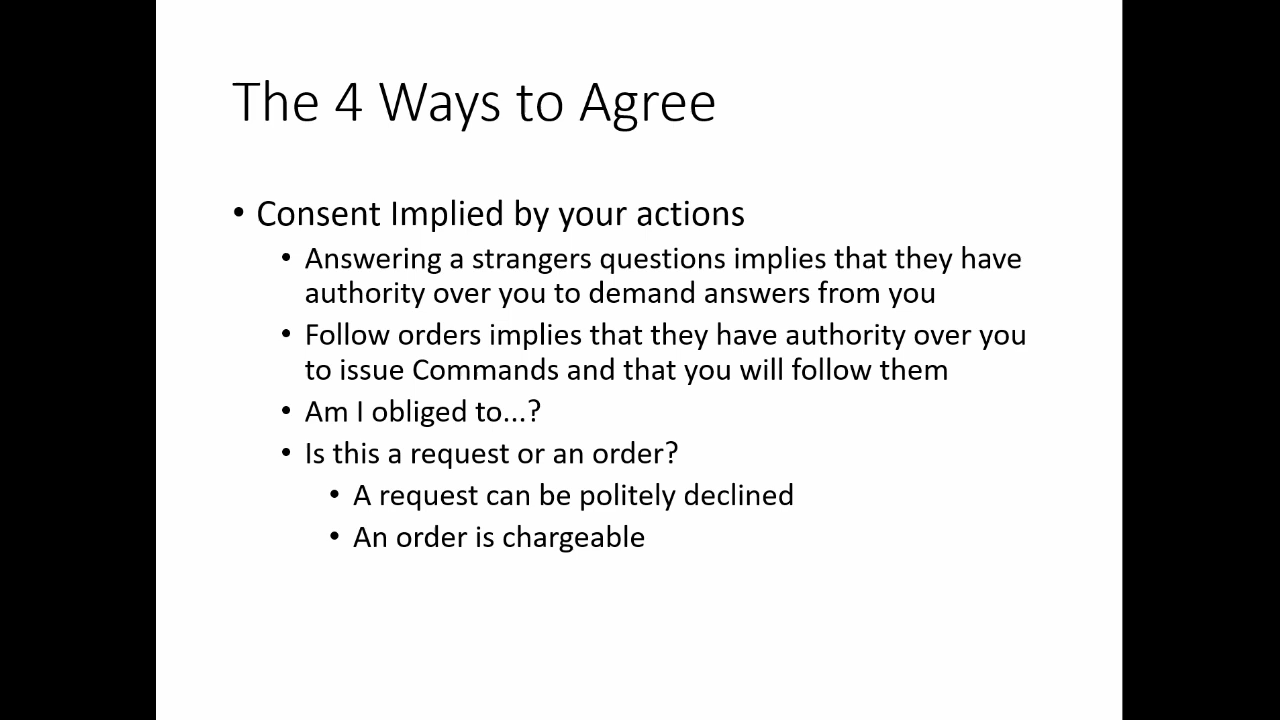 The 4 Ways to Agree
• Consent Implied by your actions
• Answering a strangers questions implies that they have
authority over you to demand answers from you
• Follow orders implies that they have authority over you
to issue Commands and that you will follow them
• Am I obliged to...?
• Is this a request or an order?
• A request can be politely declined
• An order is chargeable